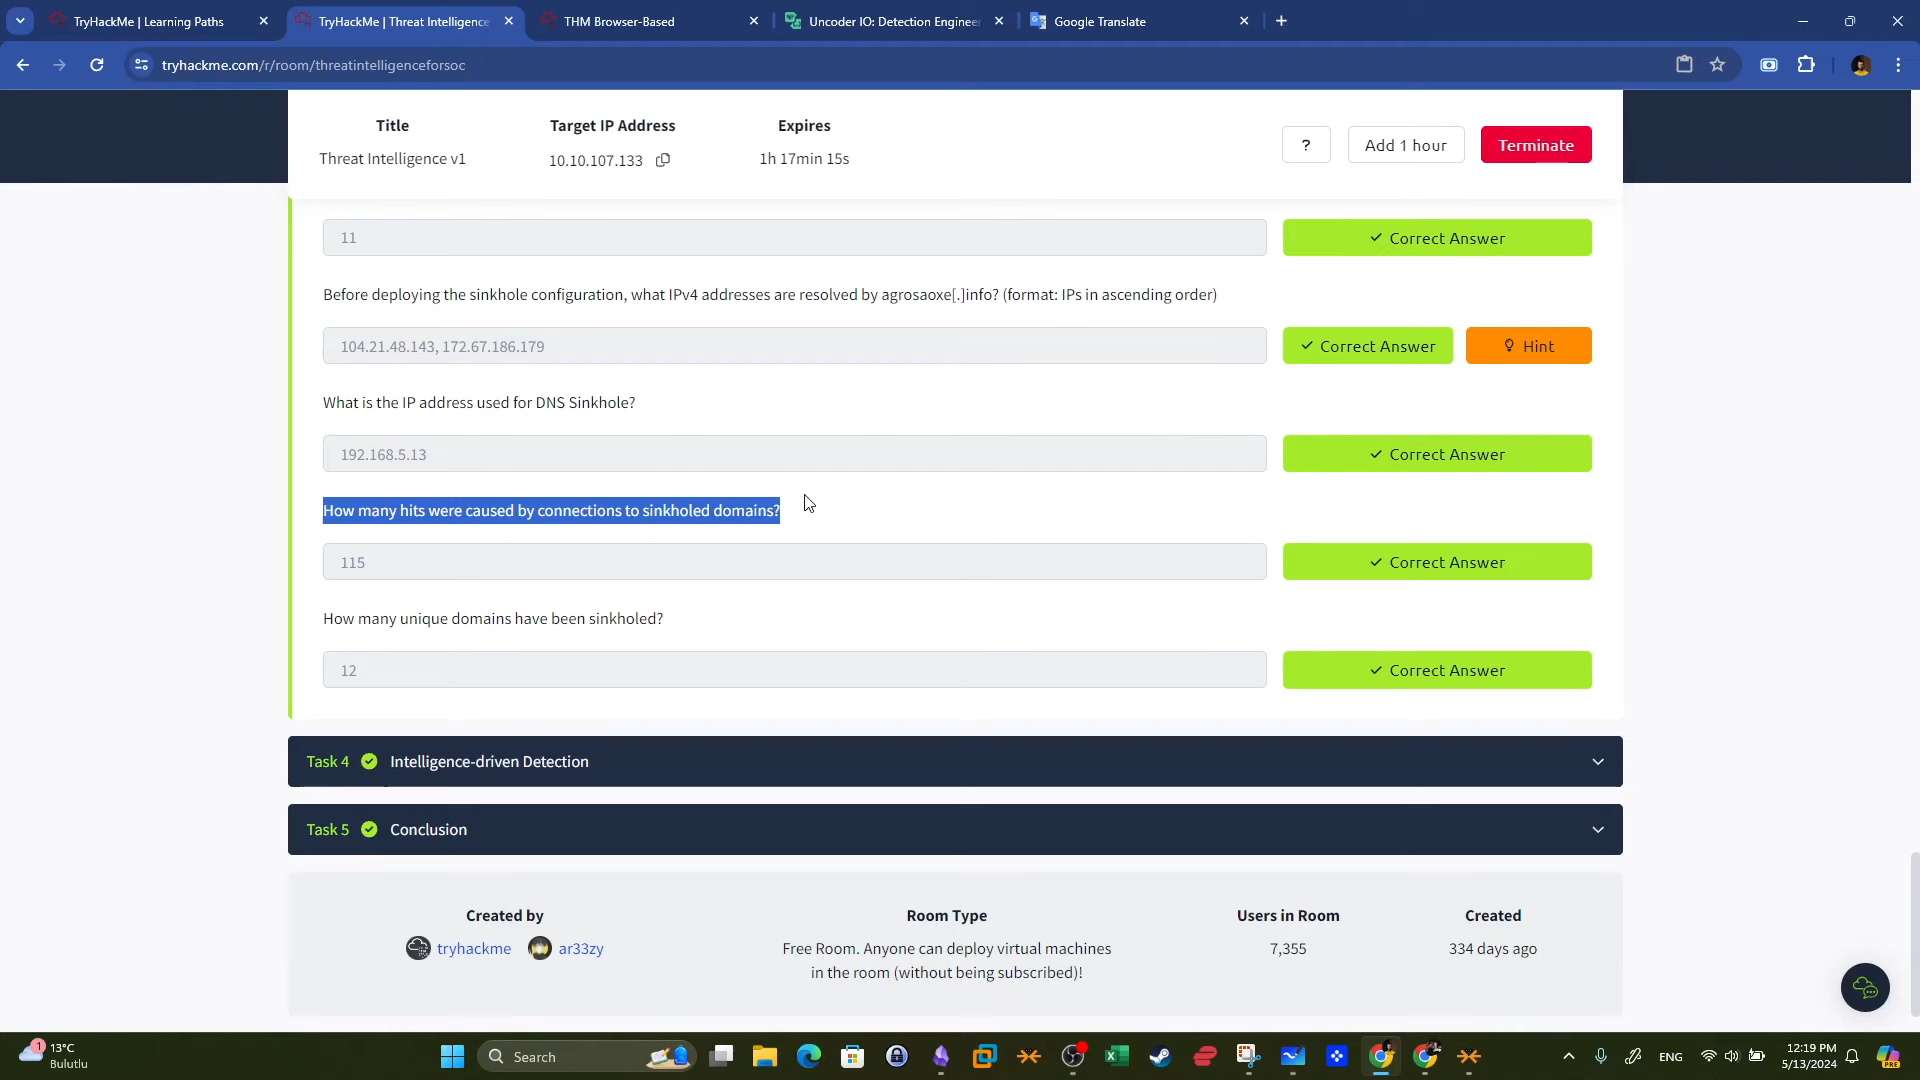 TryHackMe | Learning Paths
TryHackMe | Threat Intelligence
THM Browser-Based
Uncoder IO: Detection Engineer
Google Translate
tryhackme.com/r/room/threatintelligenceforsoc
Title
Target IP Address
Expires
Threat Intelligence v1
10.10.107.133
1h 17min 15s
?
Add 1 hour
Terminate
11
✓ Correct Answer
Before deploying the sinkhole configuration, what IPv4 addresses are resolved by agrosaoxe[.]info? (format: IPs in ascending order)
104.21.48.143, 172.67.186.179
✓ Correct Answer
Hint
What is the IP address used for DNS Sinkhole?
192.168.5.13
✓ Correct Answer
How many hits were caused by connections to sinkholed domains?
115
✓ Correct Answer
How many unique domains have been sinkholed?
12
✓ Correct Answer
Task 4 Intelligence-driven Detection
Task 5 Conclusion
Created by
tryhackme
ar33zy
Room Type
Free Room. Anyone can deploy virtual machines
in the room (without being subscribed)!
Users in Room
7,355
Created
334 days ago
1
13°C
Bulutlu
Search
ENG
12:19 PM
5/13/2024
PRE